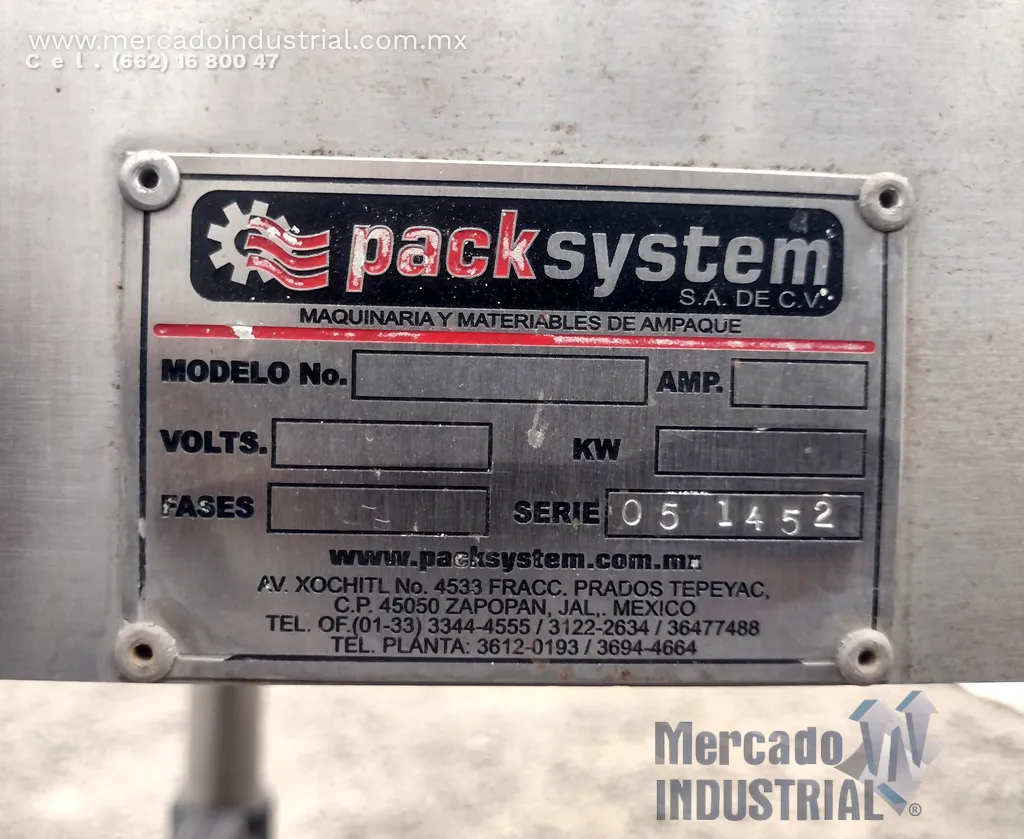 www.mercadoindustrial.com.mx
Cel. (662) 16 800 47
packsystem
S.A. DE C.V.
MAQUINARIA Y MATERIABLES DE AMPAQUE
MODELO No. AMP.
VOLTS. KW
FASES SERIE 05 1452
www.packsystem.com.mx
AV. XOCHITL No. 4533 FRACC. PRADOS TEPEYAC,
C.P. 45050 ZAPOPAN, JAL,. MEXICO
TEL. OF.(01-33) 3344-4555 / 3122-2634 / 36477488
TEL. PLANTA: 3612-0193 / 3694-4664
Mercado
INDUSTRIAL®